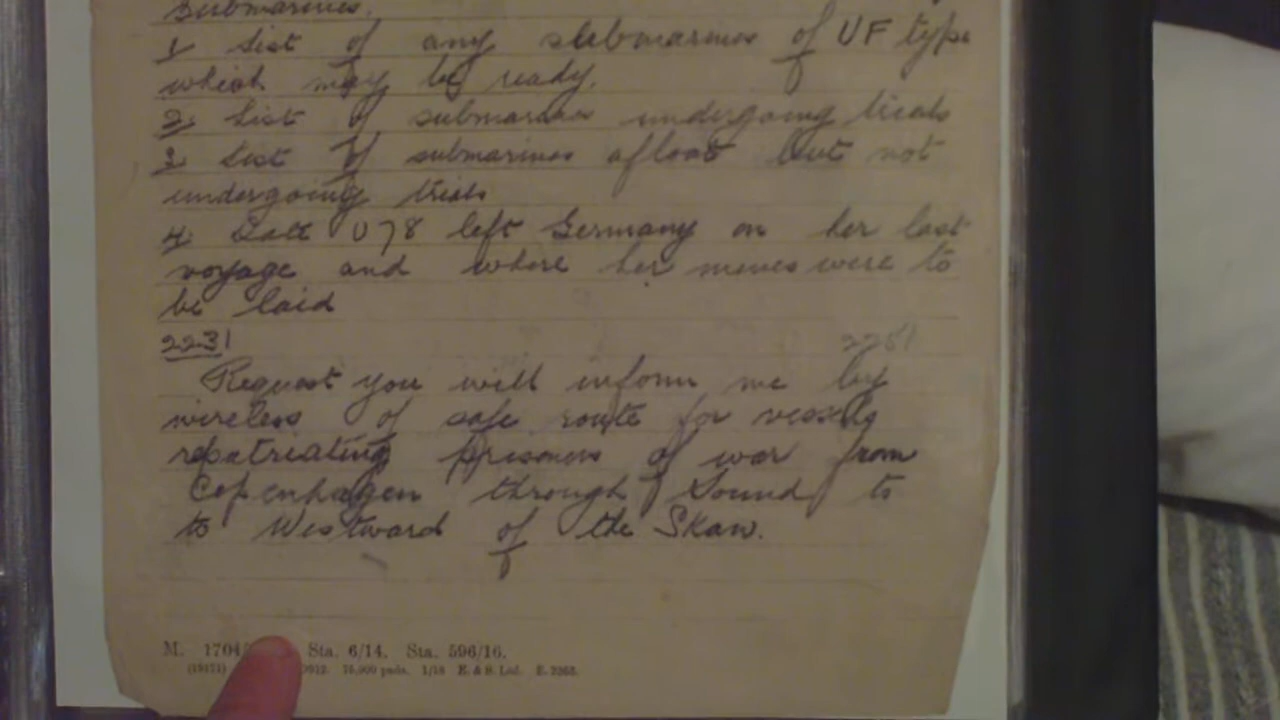 Submarines.
1 List of any submarines of UF type
which may be ready.
2 List of submarines undergoing trials
3 List of submarines afloat but not
undergoing trials
4 Date U78 left Germany on her last
voyage and where her mines were to
be laid
2231
Request you will inform me by
wireless of safe route for vessels
repatriating prisoners of war from
Copenhagen through Sound to
to Westward of the Skaw.
M. 1704 Sta. 6/14. Sta. 596/16.
1/18 E. & S. Ltd.